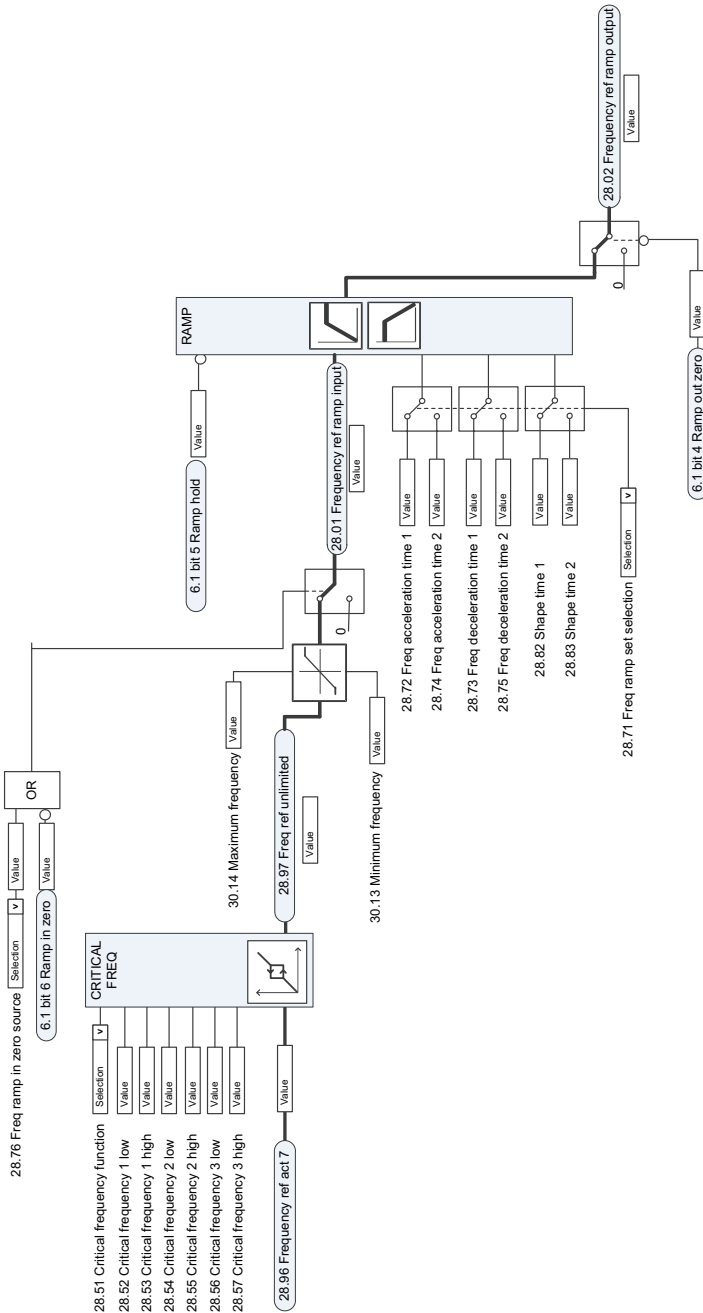 28.76 Freq ramp in zero source
Selection
v
Value
6.1 bit 6 Ramp in zero
Value
OR
28.51 Critical frequency function
Selection
v
28.52 Critical frequency 1 low
Value
28.53 Critical frequency 1 high
Value
28.54 Critical frequency 2 low
Value
28.55 Critical frequency 2 high
Value
28.56 Critical frequency 3 low
Value
28.57 Critical frequency 3 high
Value
28.96 Frequency ref act 7
Value
CRITICAL
FREQ
28.97 Freq ref unlimited
Value
30.14 Maximum frequency
Value
30.13 Minimum frequency
Value
0
28.01 Frequency ref ramp input
Value
6.1 bit 5 Ramp hold
Value
RAMP
28.72 Freq acceleration time 1
Value
28.74 Freq acceleration time 2
Value
28.73 Freq deceleration time 1
Value
28.75 Freq deceleration time 2
Value
28.82 Shape time 1
Value
28.83 Shape time 2
Value
28.71 Freq ramp set selection
Selection
v
0
6.1 bit 4 Ramp out zero
Value
28.02 Frequency ref ramp output
Value